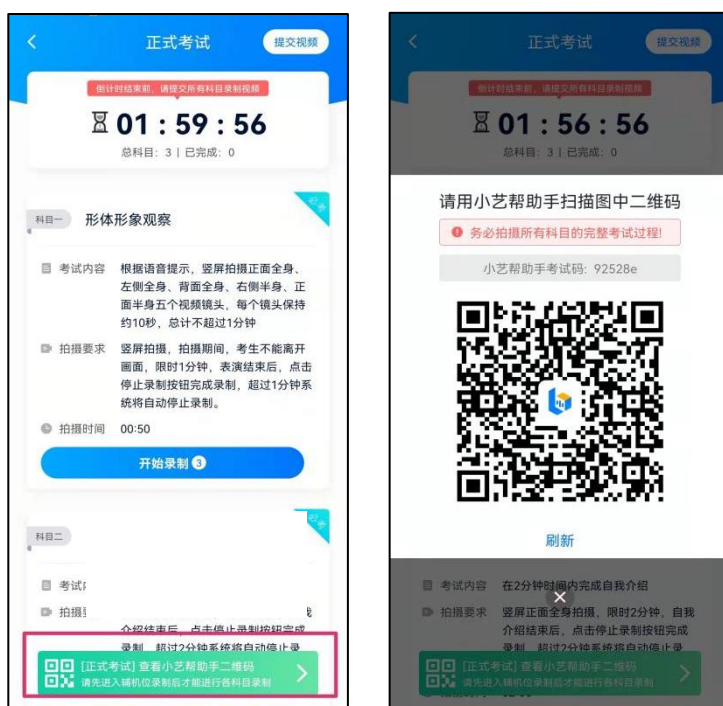 正式考试
提交视频
倒计时结束前，请提交所有科目录制视频
01：59：56
总科目：3 | 已完成：0
必考
科目一 形体形象观察
考试内容 根据语音提示，竖屏拍摄正面全身、
左侧全身、背面全身、右侧半身、正
面半身五个视频镜头，每个镜头保持
约10秒，总计不超过1分钟
拍摄要求 竖屏拍摄，拍摄期间，考生不能离开
画面，限时1分钟，表演结束后，点击
停止录制按钮完成录制，超过1分钟系
统将自动停止录制。
拍摄时间 00:50
开始录制 3
必考
科目二
考试
拍摄
介绍结束后，点击停止录制按钮完成
录制，超过2分钟系统将自动停止录
[正式考试] 查看小艺帮助手二维码
请先进入辅机位录制后才能进行各科目录制
正式考试
提交视频
倒计时结束前，请提交所有科目录制视频
01：56：56
总科目：3 | 已完成：0
请用小艺帮助手扫描图中二维码
务必拍摄所有科目的完整考试过程!
小艺帮助手考试码：92528e
刷新
考试内容 在2分钟时间内完成自我介绍
拍摄要求 竖屏正面全身拍摄，限时2分钟，自我
介绍结束后，点击停止录制按钮完成
录制，超过2分钟系统将自动停止录
[正式考试] 查看小艺帮助手二维码
请先进入辅机位录制后才能进行各科目录制